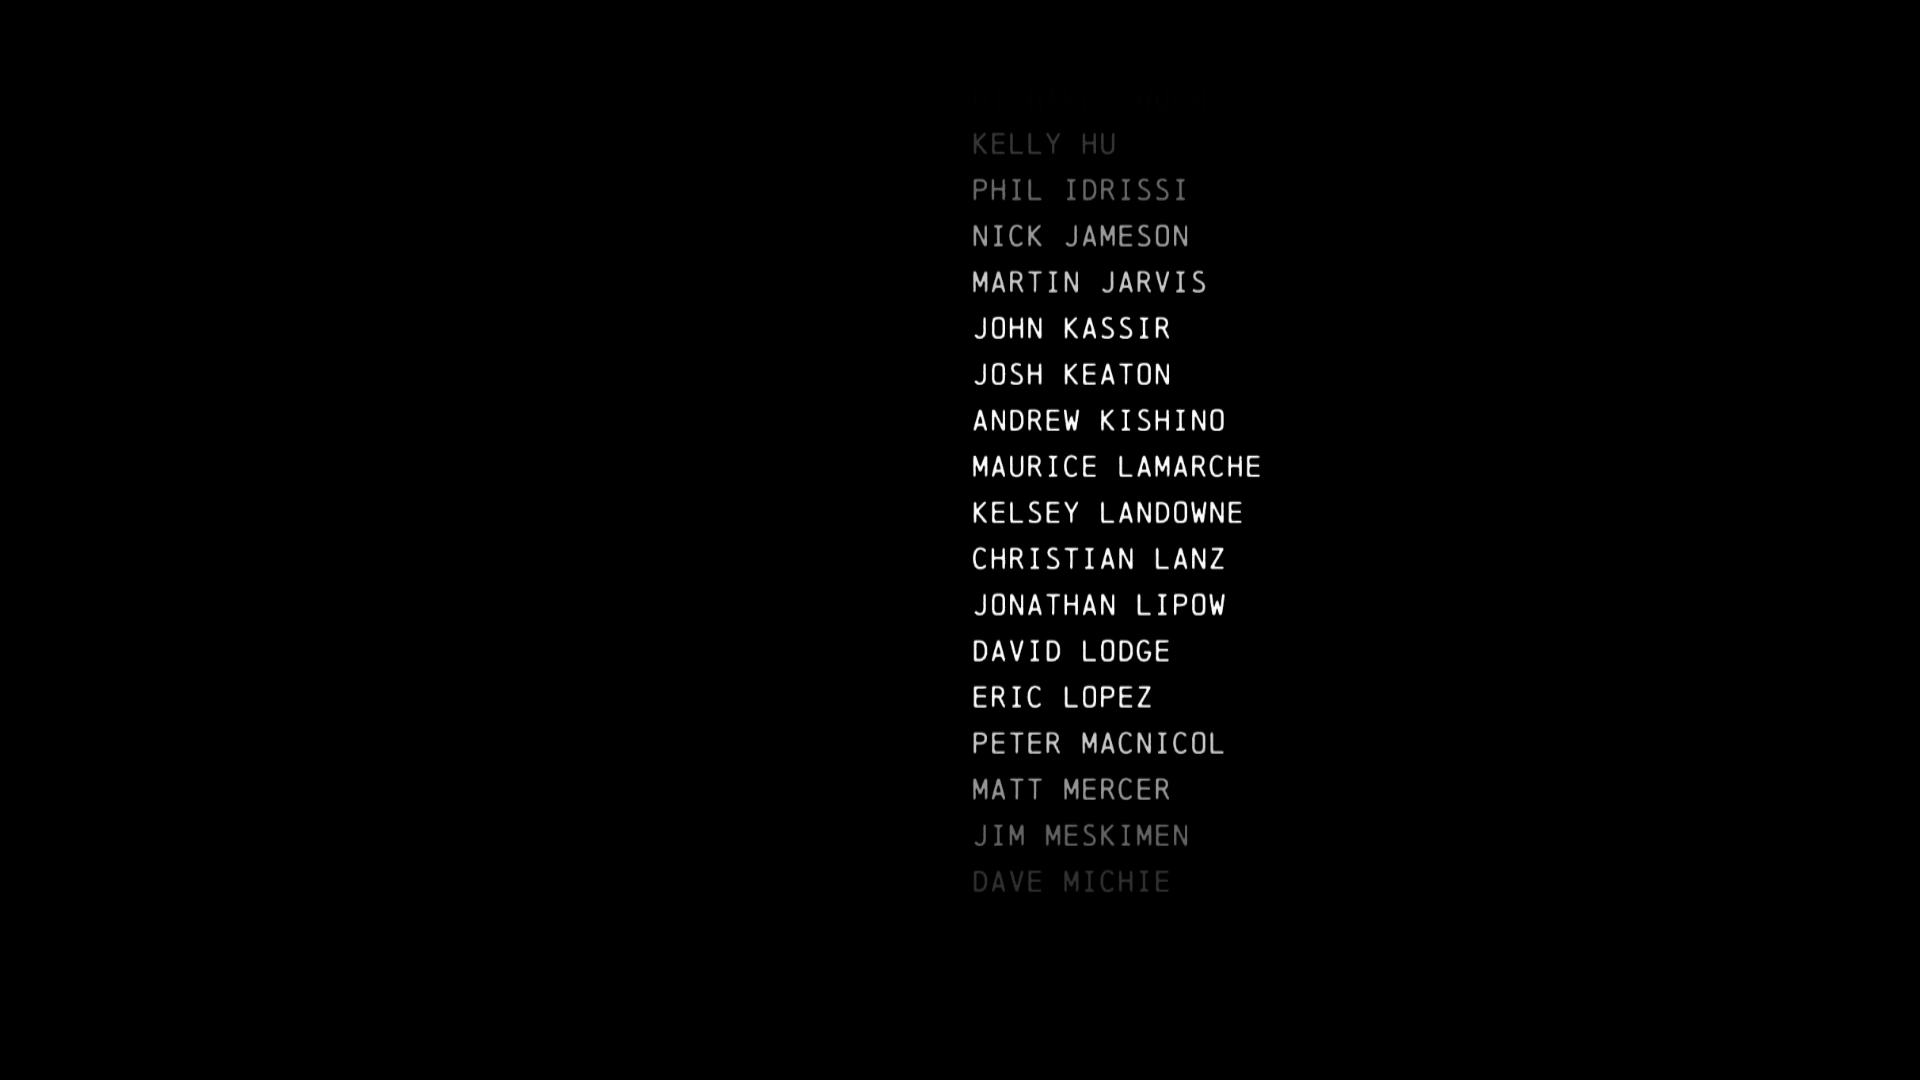 KELLY HU
PHIL IDRISSI
NICK JAMESON
MARTIN JARVIS
JOHN KASSIR
JOSH KEATON
ANDREW KISHINO
MAURICE LAMARCHE
KELSEY LANDOWNE
CHRISTIAN LANZ
JONATHAN LIPOW
DAVID LODGE
ERIC LOPEZ
PETER MACNICOL
MATT MERCER
JIM MESKIMEN
DAVE MICHIE